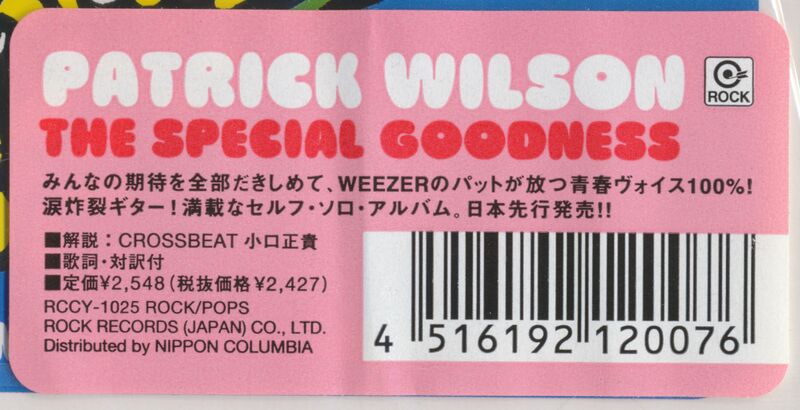 PATRICK WILSON
ROCK
THE SPECIAL GOODNESS
みんなの期待を全部だきしめて、WEEZERのパットが放つ青春ヴォイス100%!
涙炸裂ギター!満載なセルフ・ソロ・アルバム。日本先行発売!!
■解説：CROSSBEAT 小口正貴
■歌詞・対訳付
■定価¥2,548(税抜価格¥2,427)
RCCY-1025 ROCK/POPS
ROCK RECORDS (JAPAN) CO., LTD.
Distributed by NIPPON COLUMBIA
4 516192 120076